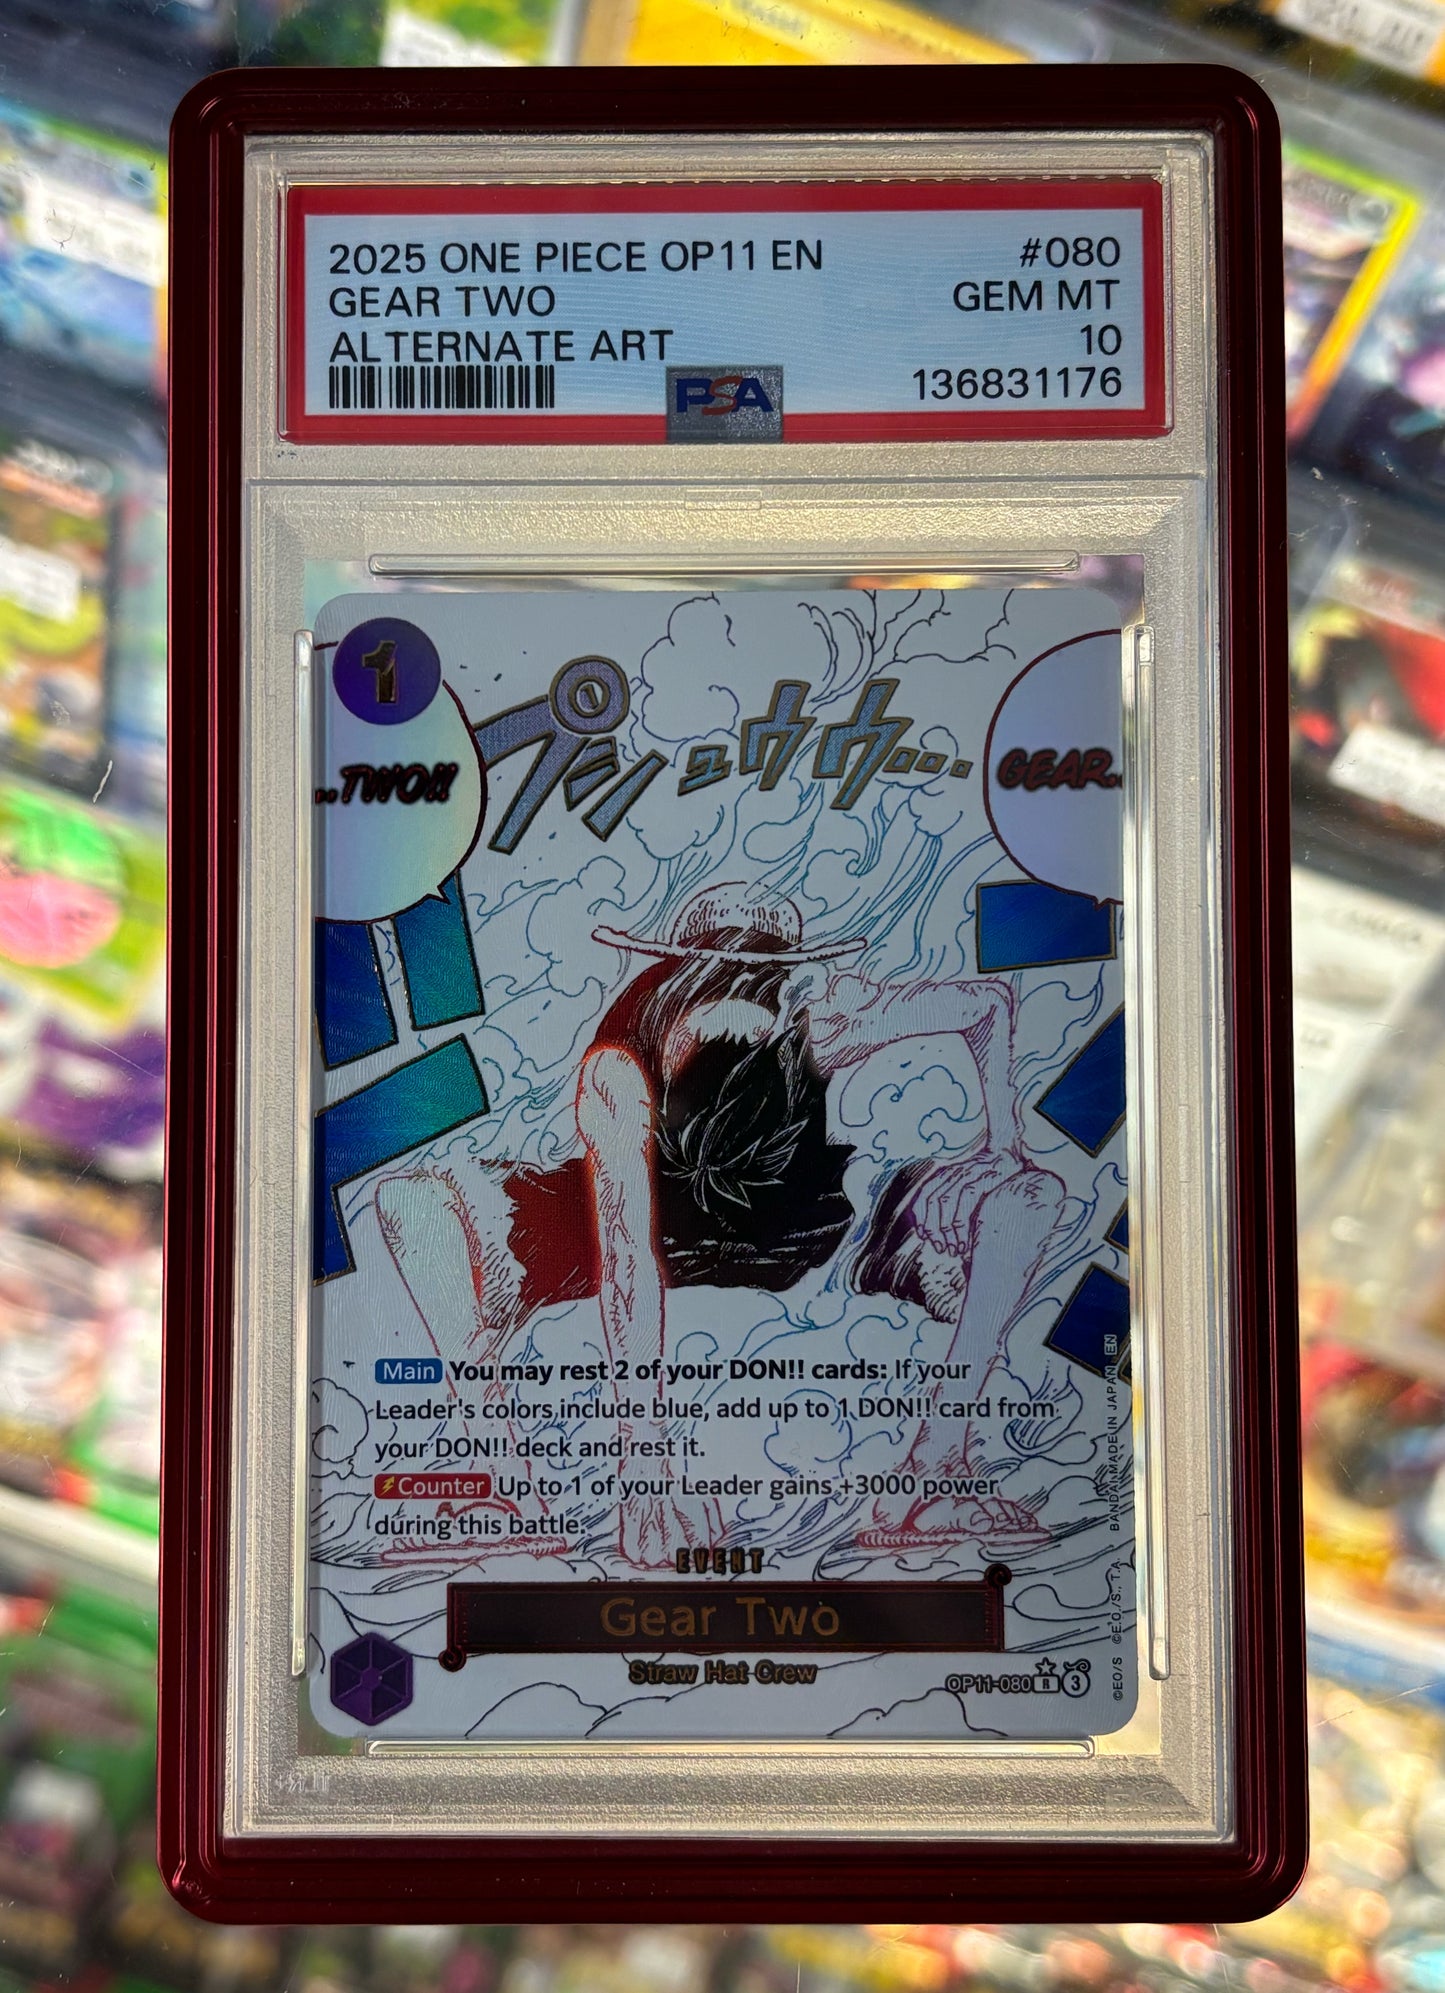 2025 ONE PIECE OP11 EN #080
GEAR TWO GEM MT
ALTERNATE ART 10
PSA 136831176
1
プシュウウ...
..TWO!!
GEAR..
Main You may rest 2 of your DON!! cards: If your
Leader's colors include blue, add up to 1 DON!! card from
your DON!! deck and rest it.
Counter Up to 1 of your Leader gains +3000 power
during this battle.
EVENT
Gear Two
Straw Hat Crew
OP11-080 R 3
©EO/S ©E.O./S., T.A. BANDAI MADE IN JAPAN EN